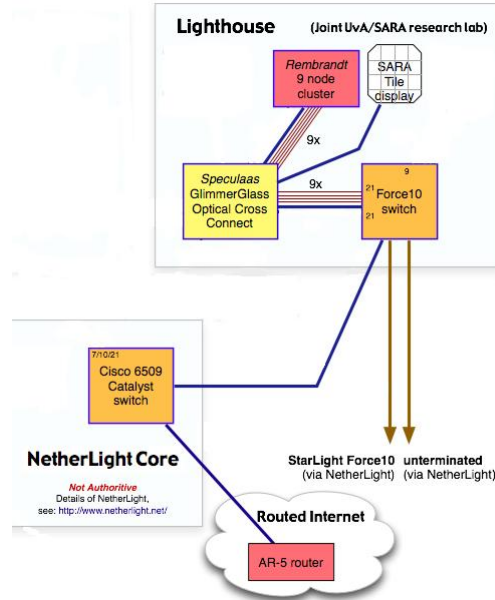 Lighthouse
(Joint UvA/SARA research lab)
Rembrandt
9 node
cluster
SARA
Tile
display
9x
Speculaas
GlimmerGlass
Optical Cross
Connect
9x
9
21
Force10
switch
21
7/10/21
Cisco 6509
Catalyst
switch
NetherLight Core
Not Authoritive
Details of NetherLight,
see: http://www.netherlight.net/
StarLight Force10
(via NetherLight)
unterminated
(via NetherLight)
Routed Internet
AR-5 router